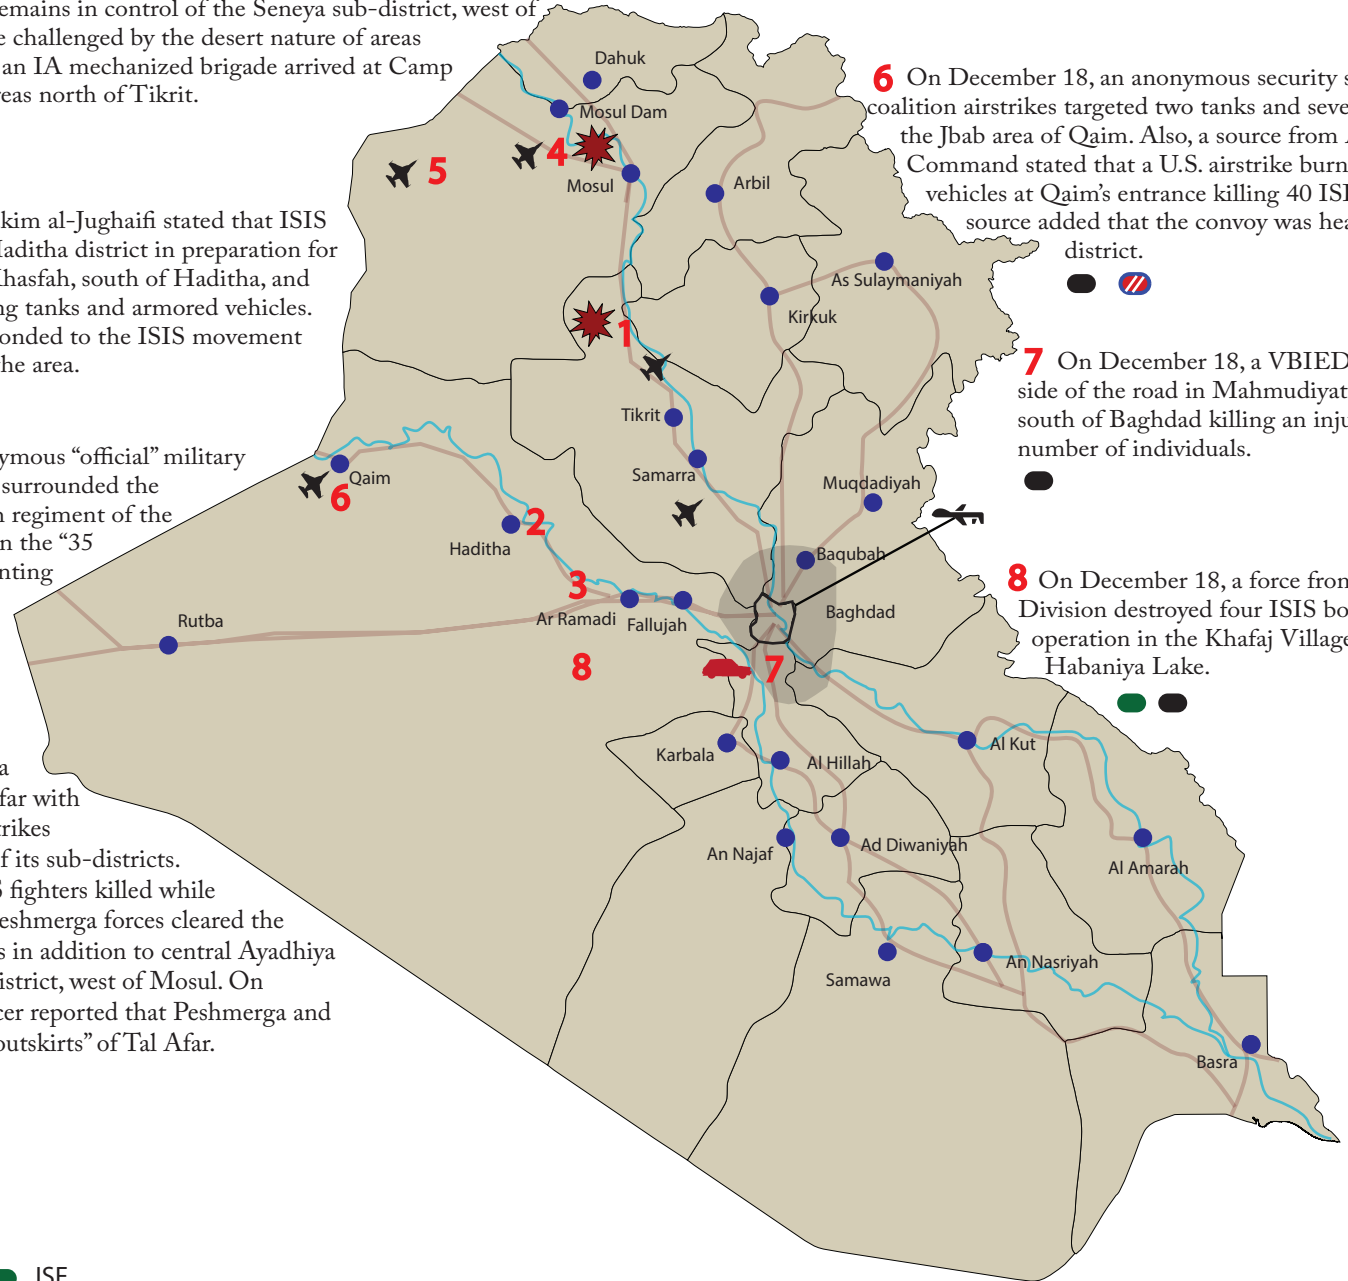 emains in control of the Seneya sub-district, west of
e challenged by the desert nature of areas
an IA mechanized brigade arrived at Camp
eas north of Tikrit.
kim al-Jughaifi stated that ISIS
Haditha district in preparation for
Khasfah, south of Haditha, and
ng tanks and armored vehicles.
onded to the ISIS movement
he area.
ymous “official” military
surrounded the
n regiment of the
n the “35
nting
a
far with
trikes
f its sub-districts.
S fighters killed while
eshmerga forces cleared the
s in addition to central Ayadhiya
district, west of Mosul. On
cer reported that Peshmerga and
outskirts” of Tal Afar.
ISF
Dahuk
Mosul Dam
5
4
Mosul
Arbil
As Sulaymaniyah
Kirkuk
1
Tikrit
Samarra
Muqdadiyah
Qaim
6
2
Haditha
Baqubah
3
Ar Ramadi
Fallujah
Baghdad
Rutba
8
7
Karbala
Al Hillah
Al Kut
An Najaf
Ad Diwaniyah
Al Amarah
Samawa
An Nasriyah
Basra
6 On December 18, an anonymous security s
coalition airstrikes targeted two tanks and seve
the Jbab area of Qaim. Also, a source from
Command stated that a U.S. airstrike burn
vehicles at Qaim’s entrance killing 40 ISI
source added that the convoy was hea
district.
7 On December 18, a VBIED
side of the road in Mahmudiyat
south of Baghdad killing an inju
number of individuals.
8 On December 18, a force fron
Division destroyed four ISIS bo
operation in the Khafaj Village
Habaniya Lake.